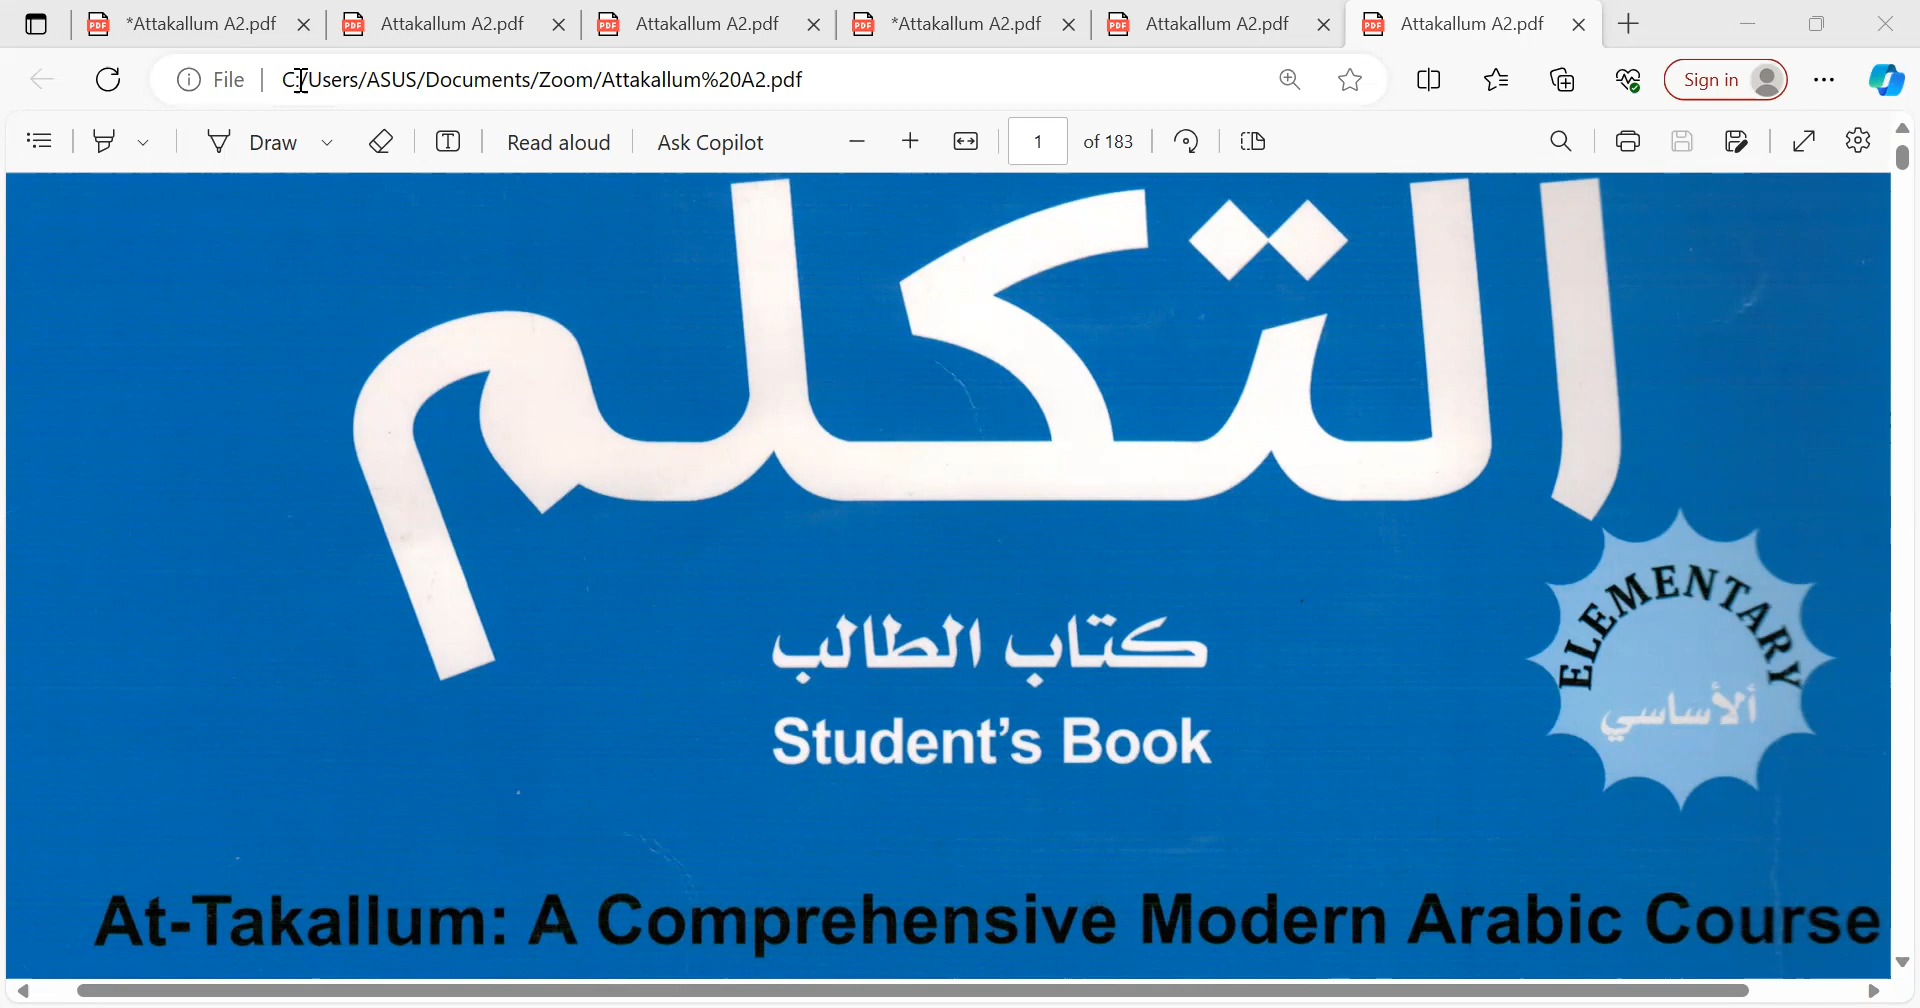 *Attakallum A2.pdf
Attakallum A2.pdf
Attakallum A2.pdf
*Attakallum A2.pdf
Attakallum A2.pdf
Attakallum A2.pdf
File
C:/Users/ASUS/Documents/Zoom/Attakallum%20A2.pdf
Sign in
Draw
Read aloud
Ask Copilot
1
of 183
التكلم
كتاب الطالب
Student's Book
ELEMENTARY
ألأساسي
At-Takallum: A Comprehensive Modern Arabic Course